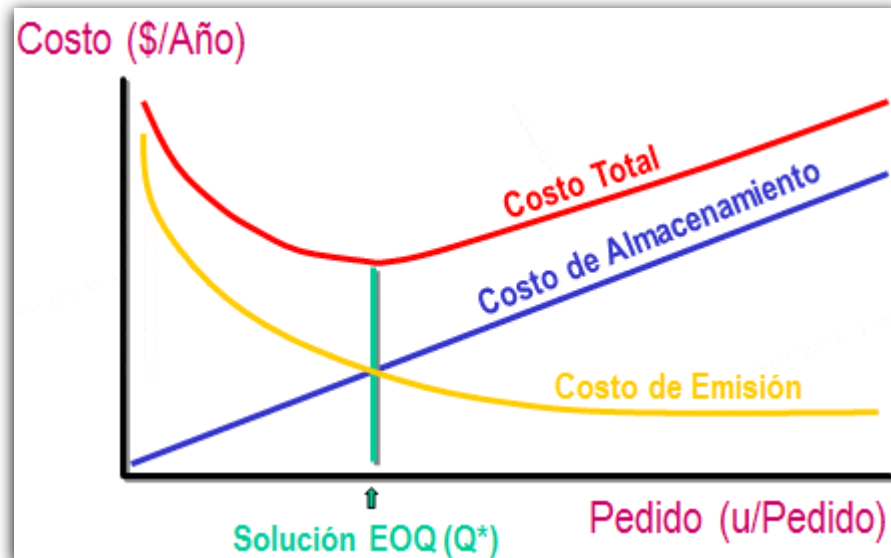 Costo ($/Año)
Costo Total
Costo de Almacenamiento
Costo de Emisión
Pedido (u/Pedido)
Solución EOQ (Q*)